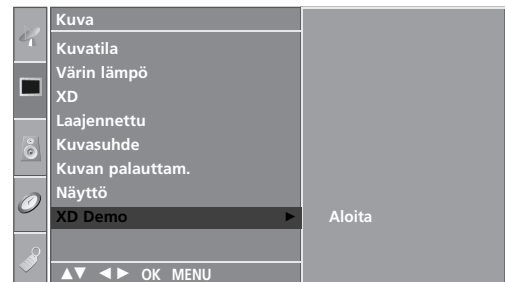 Kuva
Kuvatila
Värin lämpö
XD
Laajennettu
Kuvasuhde
Kuvan palauttam.
Näyttö
XD Demo ► Aloita
▲▼ ◄► OK MENU